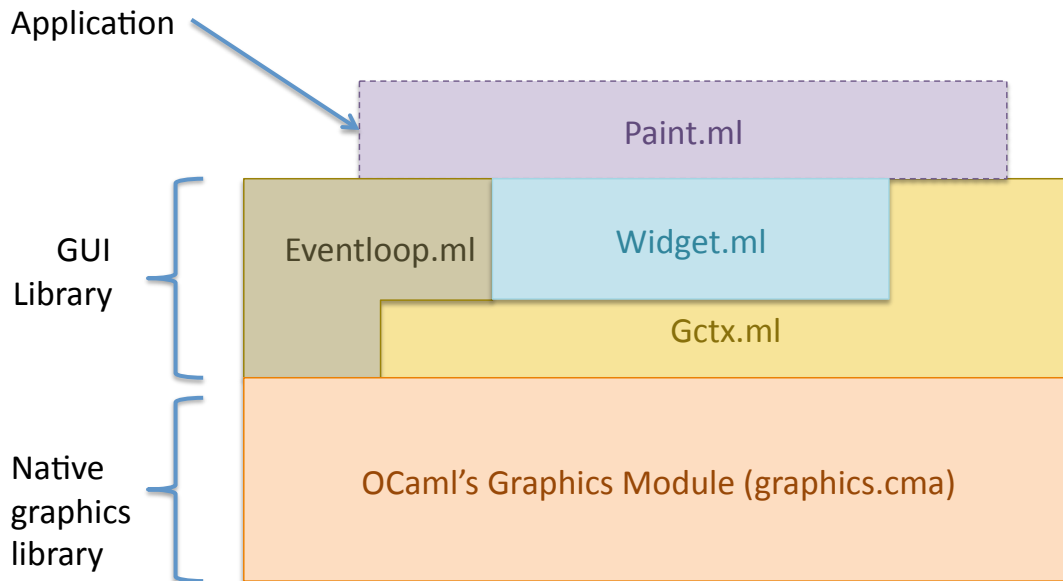 Application
Paint.ml
GUI
Library
Eventloop.ml
Widget.ml
Gctx.ml
Native
graphics
library
OCaml’s Graphics Module (graphics.cma)